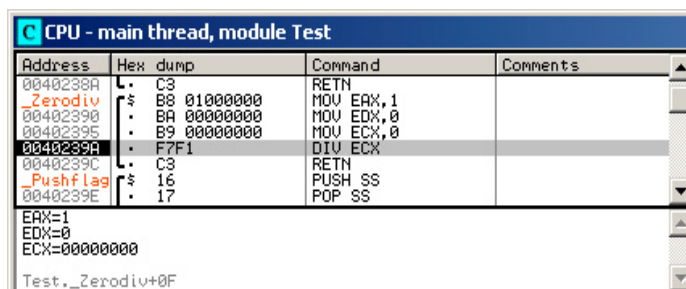 C CPU - main thread, module Test
Address Hex dump Command Comments
0040238A C3 RETN
_Zerodiv $ B8 01000000 MOV EAX,1
00402390 . BA 00000000 MOV EDX,0
00402395 . B9 00000000 MOV ECX,0
0040239A . F7F1 DIV ECX
0040239C . C3 RETN
_Pushflag $ 16 PUSH SS
0040239E . 17 POP SS
EAX=1
EDX=0
ECX=00000000
Test._Zerodiv+0F